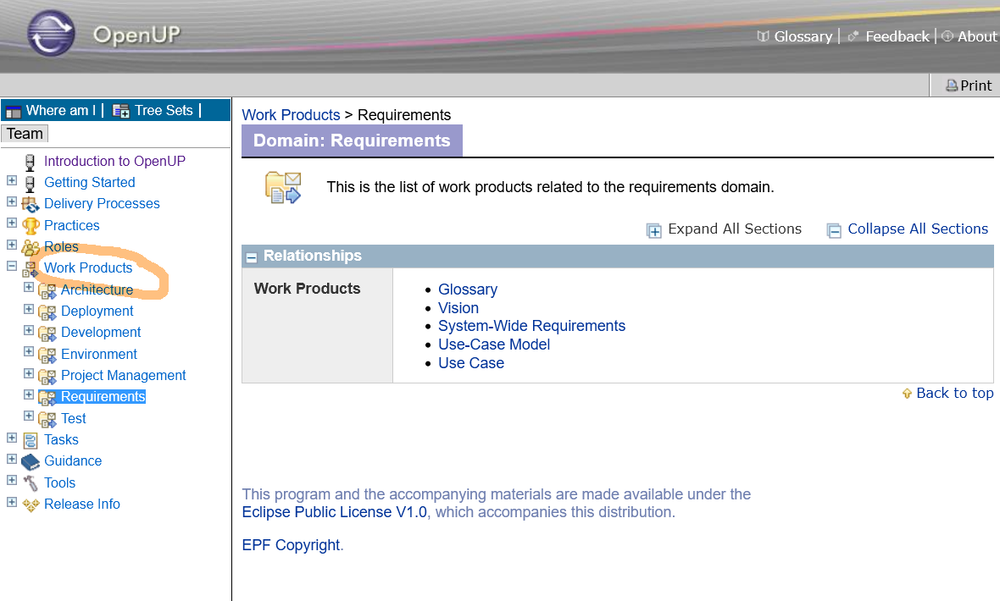 OpenUP
Glossary | Feedback | About
Print
Where am I | Tree Sets |
Team
Introduction to OpenUP
Getting Started
Delivery Processes
Practices
Roles
Work Products
Architecture
Deployment
Development
Environment
Project Management
Requirements
Test
Tasks
Guidance
Tools
Release Info
Work Products > Requirements
Domain: Requirements
This is the list of work products related to the requirements domain.
Expand All Sections Collapse All Sections
Relationships
Work Products
• Glossary
• Vision
• System-Wide Requirements
• Use-Case Model
• Use Case
Back to top
This program and the accompanying materials are made available under the
Eclipse Public License V1.0, which accompanies this distribution.
EPF Copyright.